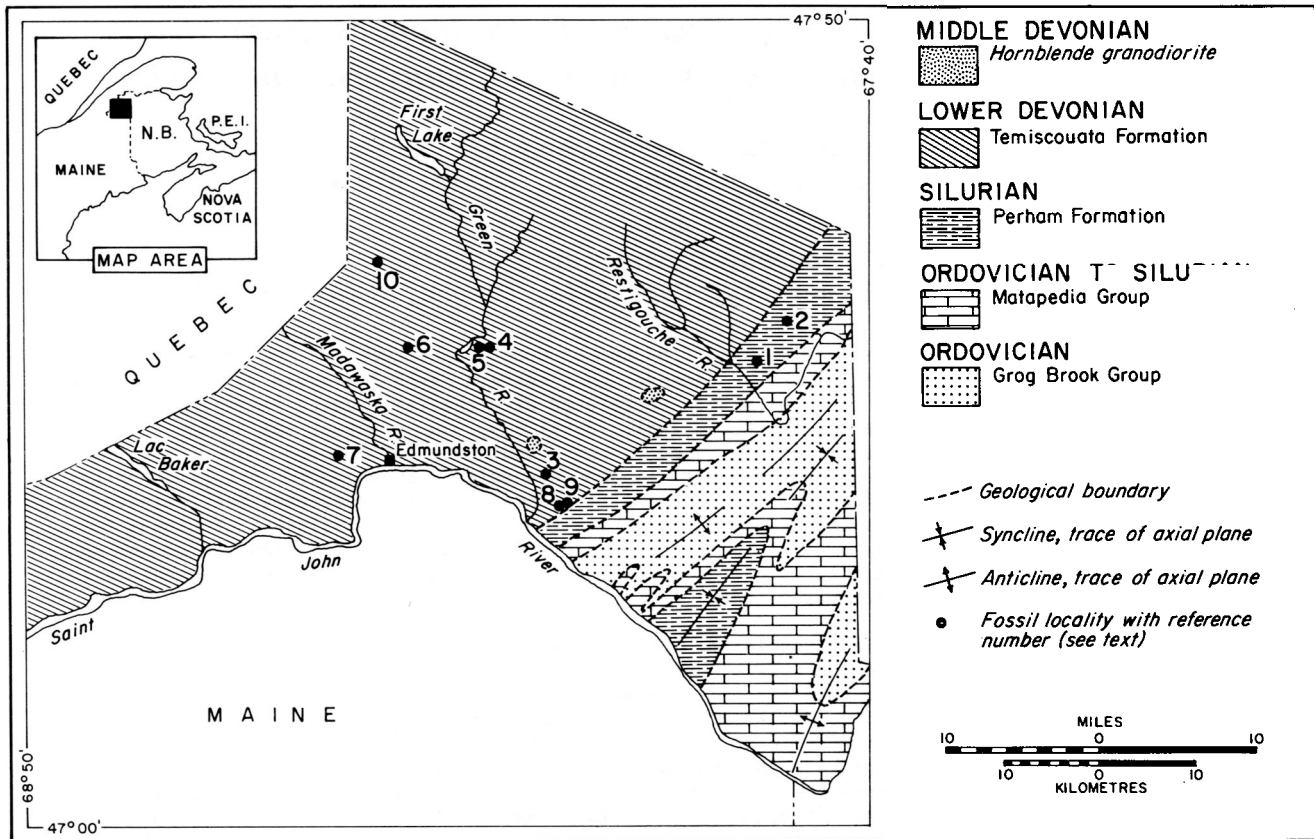 47°50'
67°40'
QUEBEC
N.B.
P.E.I.
MAINE
NOVA
SCOTIA
MAP AREA
First
Lake
Green
R.
Restigouche
R.
QUEBEC
10
6
4
5
2
1
Madawaska R.
Lac
Baker
7
Edmundston
3
8
9
Saint
John
River
MAINE
68°50'
47°00'
MIDDLE DEVONIAN
Hornblende granodiorite
LOWER DEVONIAN
Temiscouata Formation
SILURIAN
Perham Formation
ORDOVICIAN TO SILURIAN
Matapedia Group
ORDOVICIAN
Grog Brook Group
Geological boundary
Syncline, trace of axial plane
Anticline, trace of axial plane
Fossil locality with reference
number (see text)
MILES
10 0 10
10 0 10
KILOMETRES